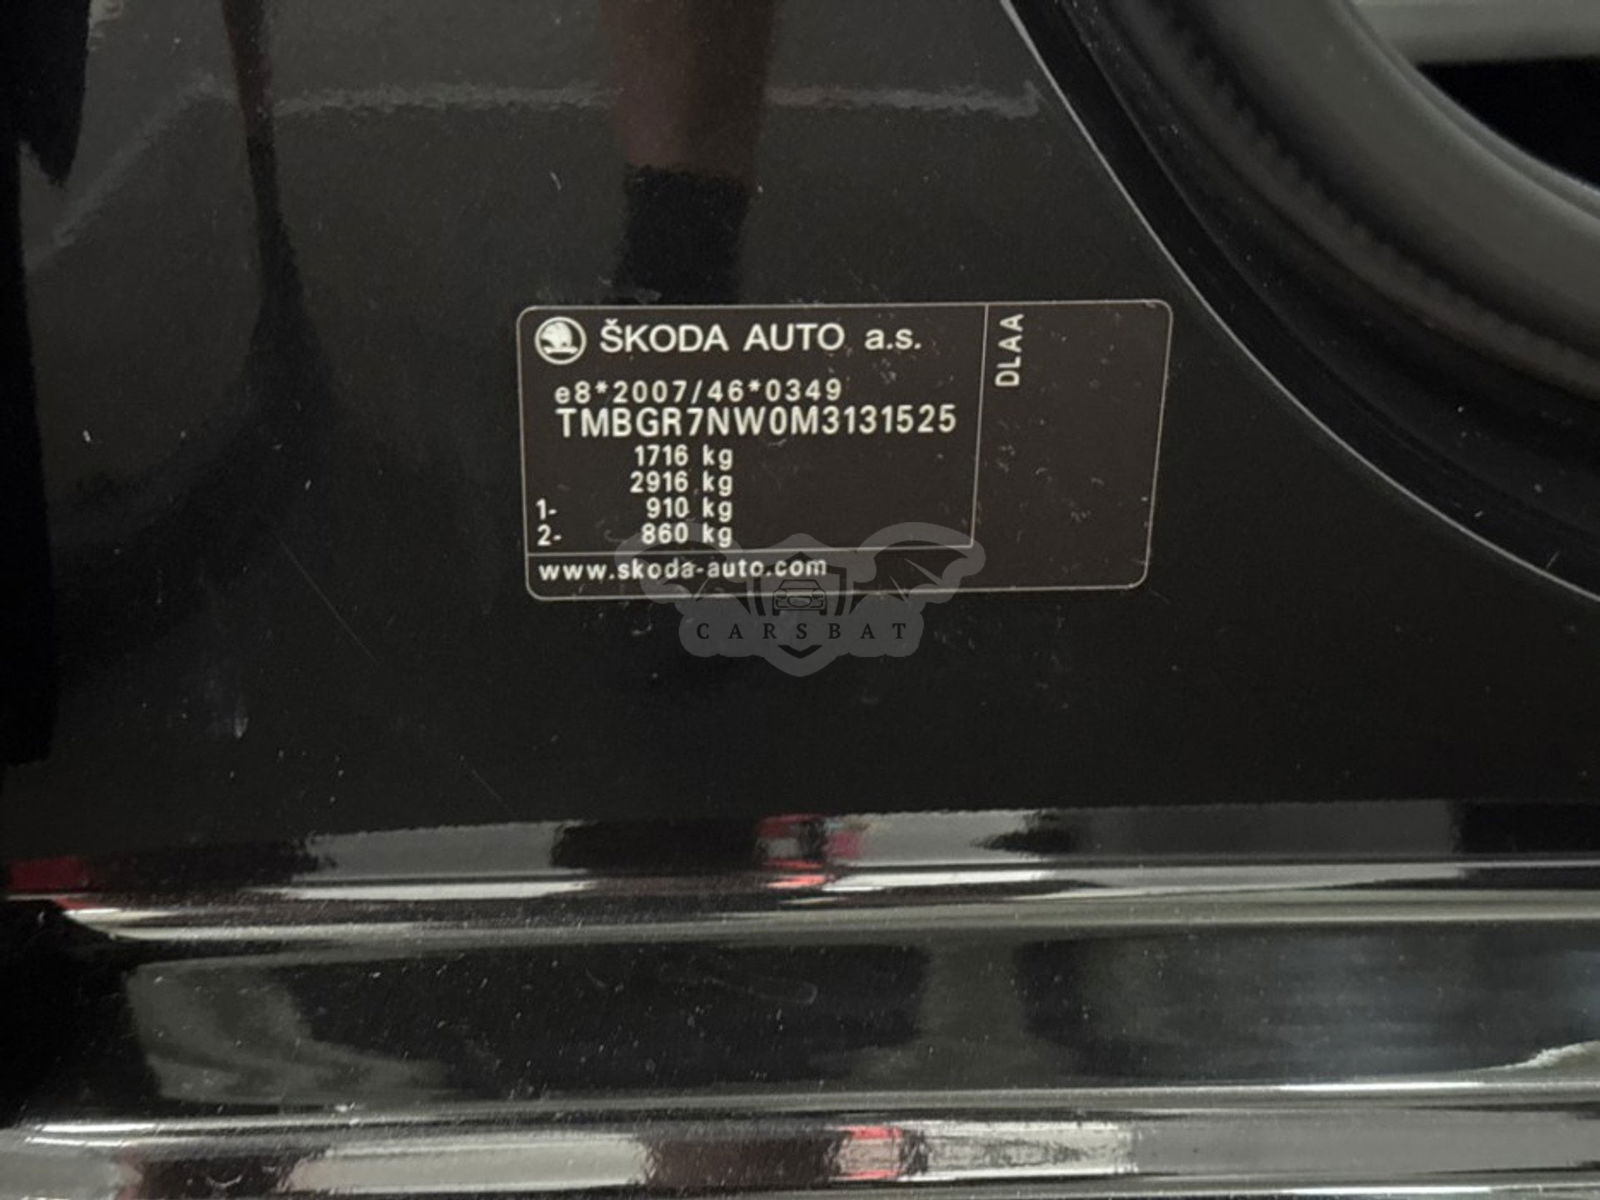 ŠKODA AUTO a.s.
e8*2007/46*0349
TMBGR7NW0M3131525
1716 kg
2916 kg
1- 910 kg
2- 860 kg
www.skoda-auto.com
DLAA
CARSBAT